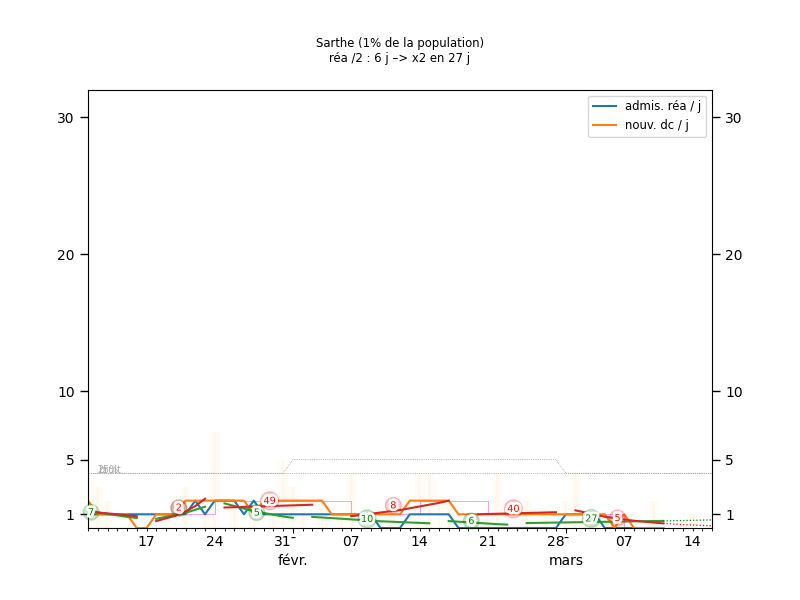 Sarthe (1% de la population)
réa /2 : 6 j –> x2 en 27 j
admis. réa / j
nouv. dc / j
30 30
20 20
10 10
5 5
1 1
7 2 5 49 10 8 6 40 27 5
17 24 31 07 14 21 28 07 14
févr. mars